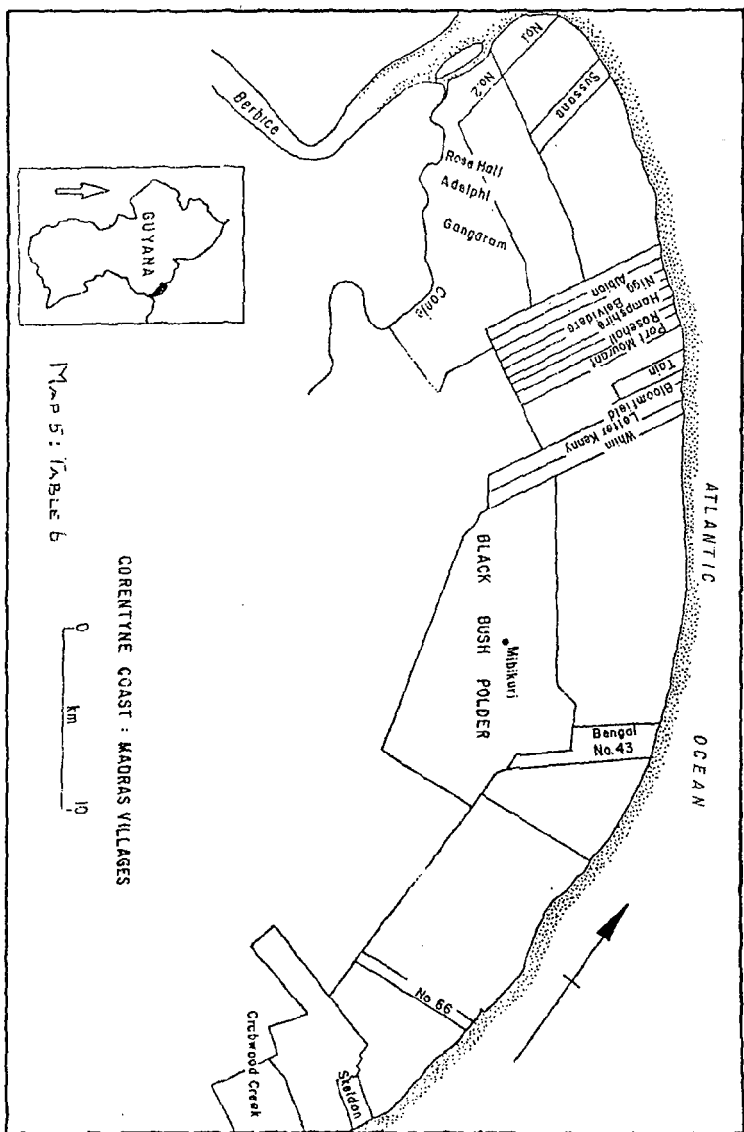 Berbice
No.1
No.2
Sussana
Rose Hall
Adelphi
Gangaram
Canje
Albion
Nigg
Belvidere
Hampshire
Rosehall
Port Mourant
Tain
Bloomfield
Letter Kenny
Whim
ATLANTIC
OCEAN
BLACK BUSH POLDER
Mibikuri
Bengal
No.43
No.66
Skeldon
Crabwood Creek
GUYANA
MAP 5: TABLE 6
CORENTYNE COAST : MADRAS VILLAGES
0 km 10